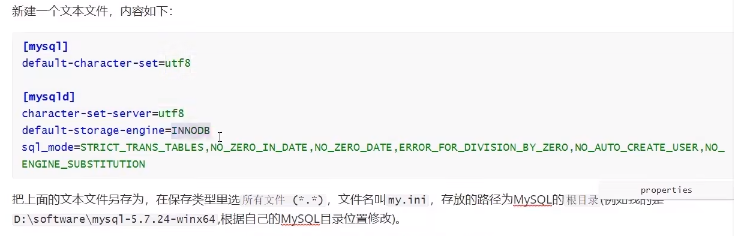 新建一个文本文件，内容如下：
[mysql]
default-character-set=utf8
[mysqld]
character-set-server=utf8
default-storage-engine=INNODB
sql_mode=STRICT_TRANS_TABLES,NO_ZERO_IN_DATE,NO_ZERO_DATE,ERROR_FOR_DIVISION_BY_ZERO,NO_AUTO_CREATE_USER,NO_
ENGINE_SUBSTITUTION
properties
把上面的文本文件另存为，在保存类型里选所有文件 (*.*)，文件名叫my.ini，存放的路径为MySQL的根目录(例如我的是
D:\software\mysql-5.7.24-winx64,根据自己的MySQL目录位置修改)。